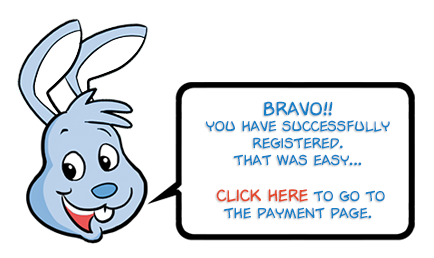 BRAVO!!
YOU HAVE SUCCESSFULLY
REGISTERED.
THAT WAS EASY...
CLICK HERE TO GO TO
THE PAYMENT PAGE.